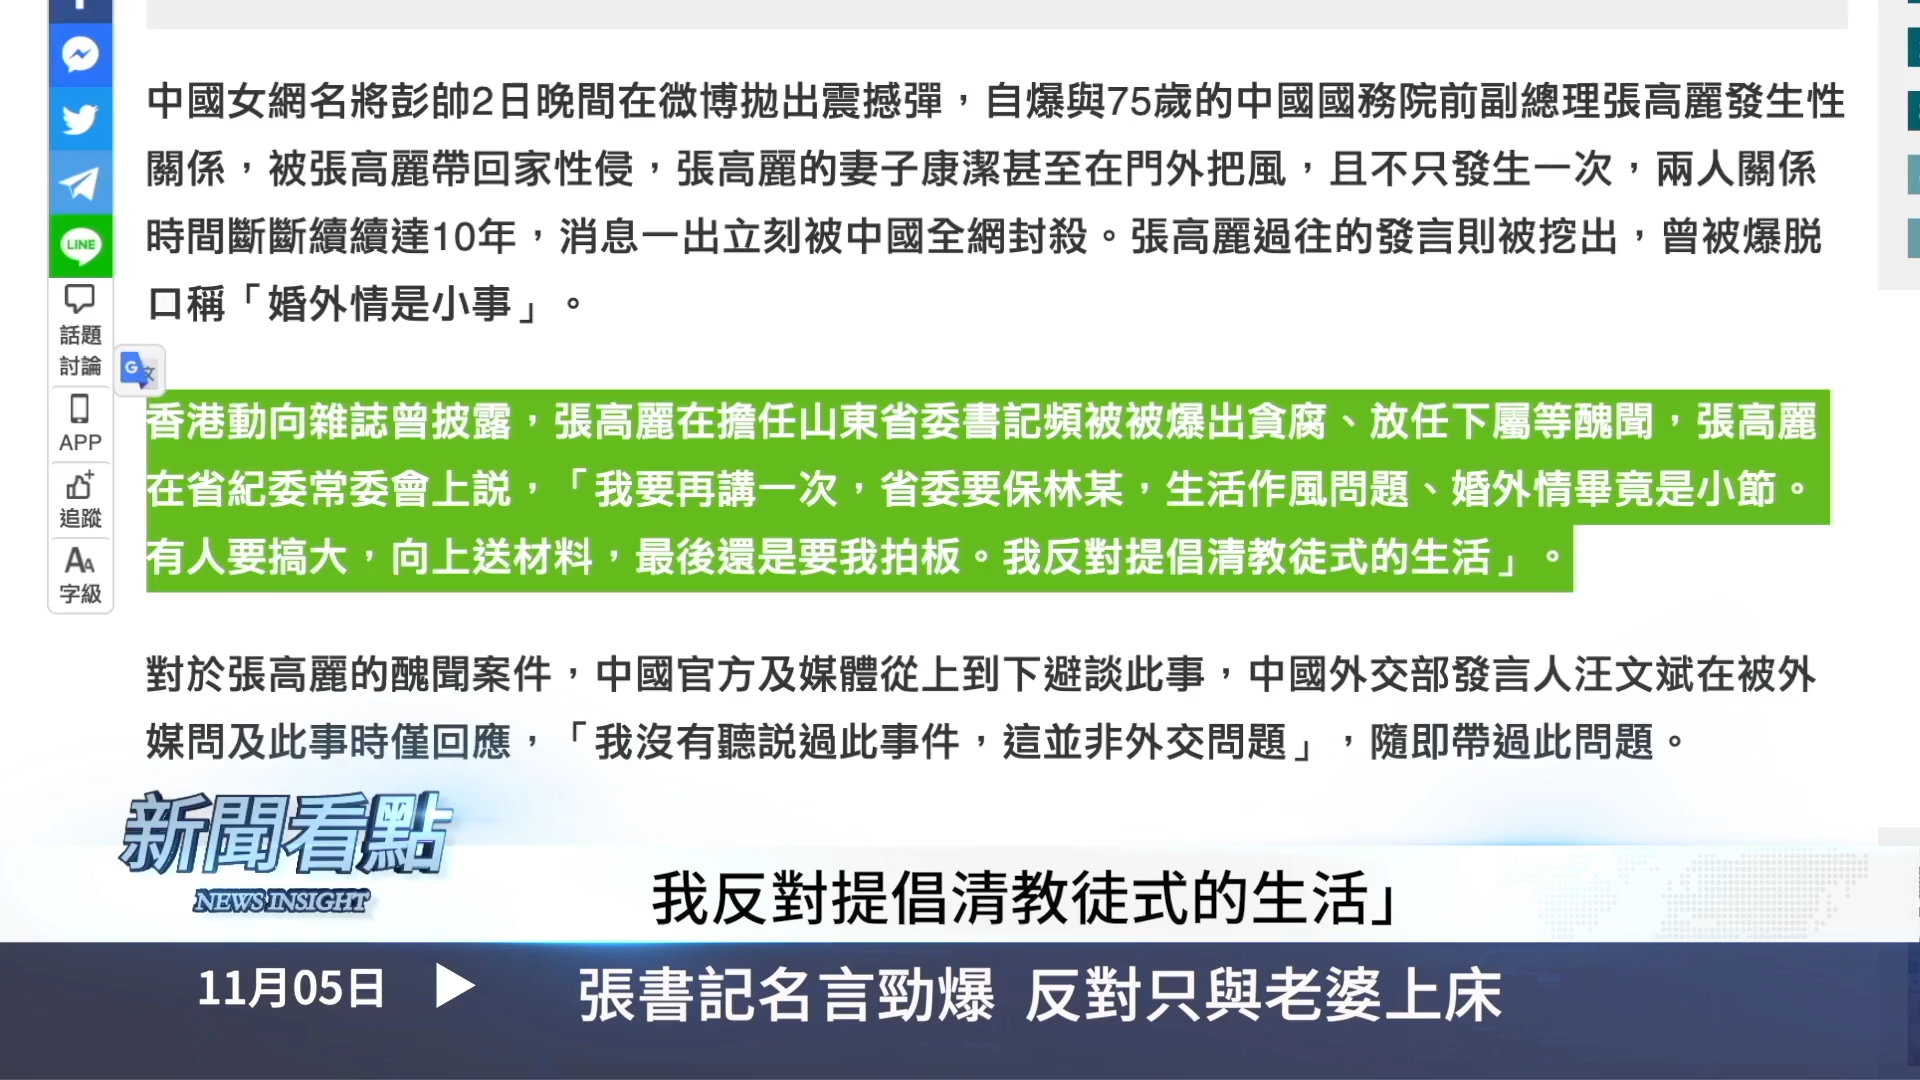 中國女網名將彭帥2日晚間在微博拋出震撼彈，自爆與75歲的中國國務院前副總理張高麗發生性
關係，被張高麗帶回家性侵，張高麗的妻子康潔甚至在門外把風，且不只發生一次，兩人關係
時間斷斷續續達10年，消息一出立刻被中國全網封殺。張高麗過往的發言則被挖出，曾被爆脫
口稱「婚外情是小事」。
LINE
話題
討論
G文
香港動向雜誌曾披露，張高麗在擔任山東省委書記頻被被爆出貪腐、放任下屬等醜聞，張高麗
在省紀委常委會上說，「我要再講一次，省委要保林某，生活作風問題、婚外情畢竟是小節。
有人要搞大，向上送材料，最後還是要我拍板。我反對提倡清教徒式的生活」。
APP
追蹤
AA
字級
對於張高麗的醜聞案件，中國官方及媒體從上到下避談此事，中國外交部發言人汪文斌在被外
媒問及此事時僅回應，「我沒有聽說過此事件，這並非外交問題」，隨即帶過此問題。
新聞看點
NEWS INSIGHT
我反對提倡清教徒式的生活」
11月05日
張書記名言勁爆 反對只與老婆上床